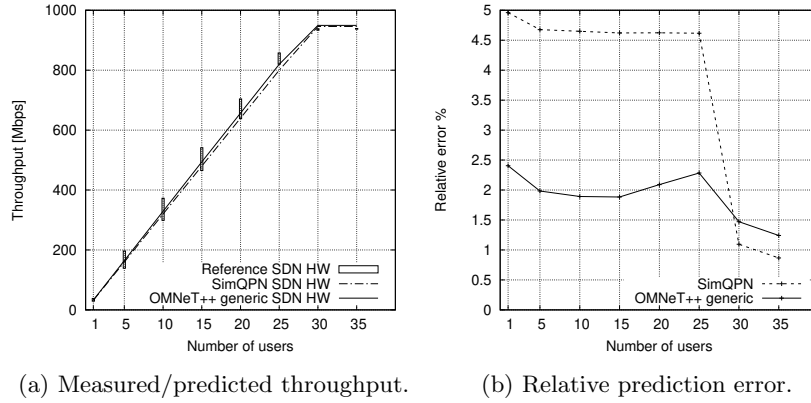 1000
800
600
400
200
0
Throughput [Mbps]
1 5 10 15 20 25 30 35
Number of users
Reference SDN HW
SimQPN SDN HW
OMNeT++ generic SDN HW
(a) Measured/predicted throughput.
5
4.5
4
3.5
3
2.5
2
1.5
1
0.5
0
Relative error %
1 5 10 15 20 25 30 35
Number of users
SimQPN
OMNeT++ generic
(b) Relative prediction error.